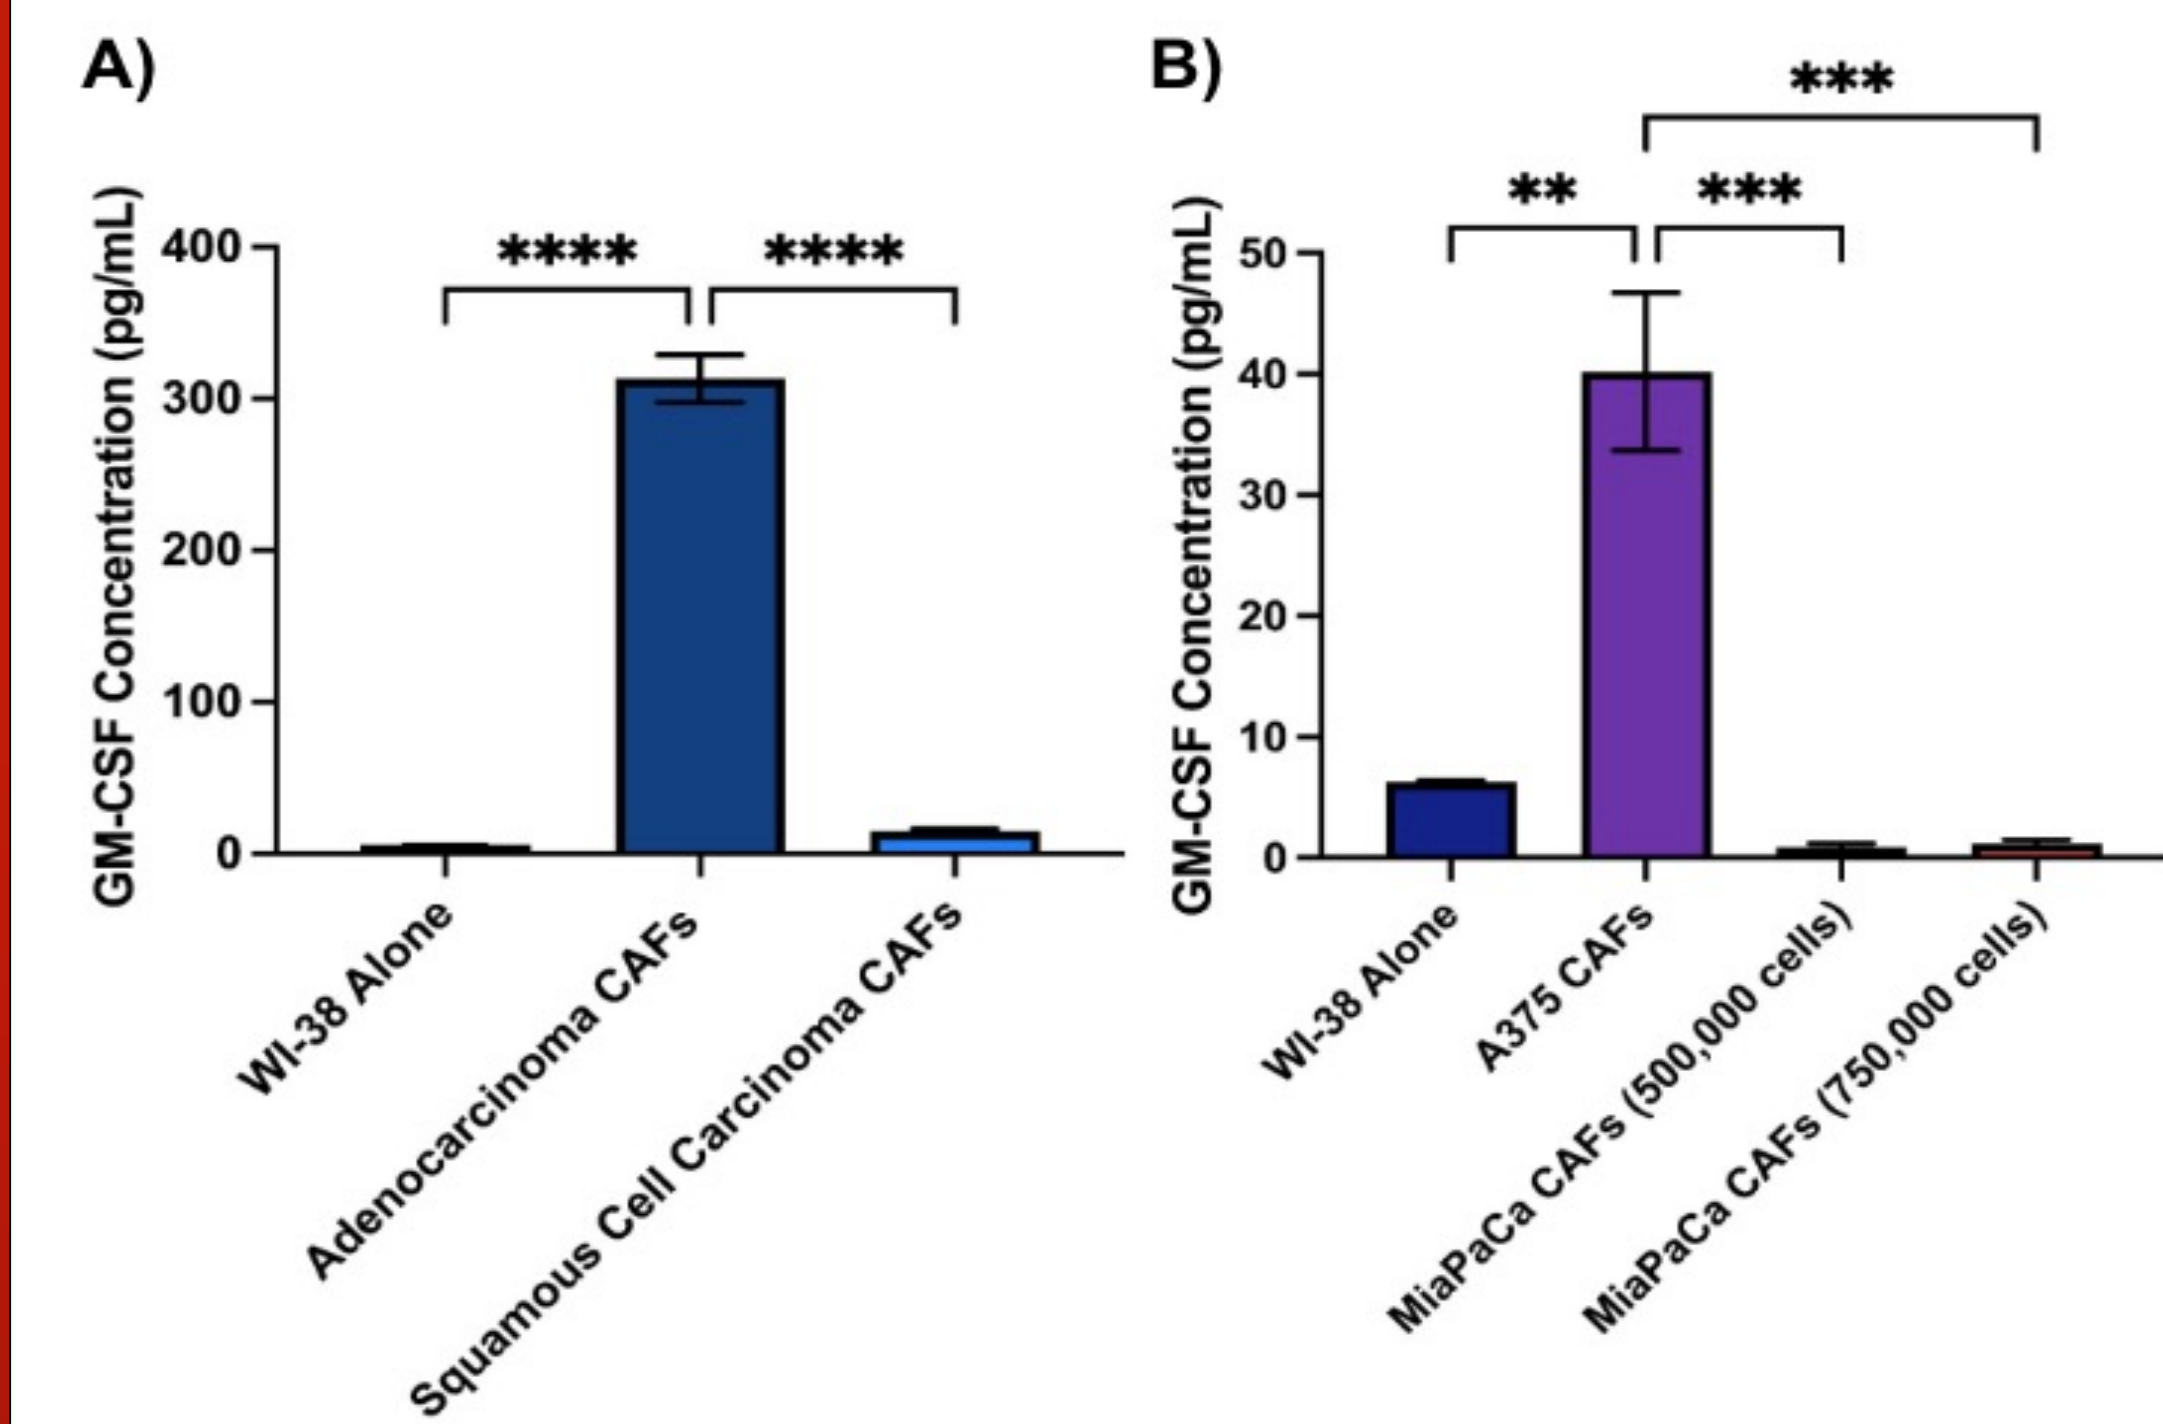 A)
GM-CSF Concentration (pg/mL)
400
300
200
100
0
****
****
WI-38 Alone
Adenocarcinoma CAFs
Squamous Cell Carcinoma CAFs
B)
GM-CSF Concentration (pg/mL)
50
40
30
20
10
0
***
**
***
WI-38 Alone
A375 CAFs
MiaPaCa CAFs (500,000 cells)
MiaPaCa CAFs (750,000 cells)